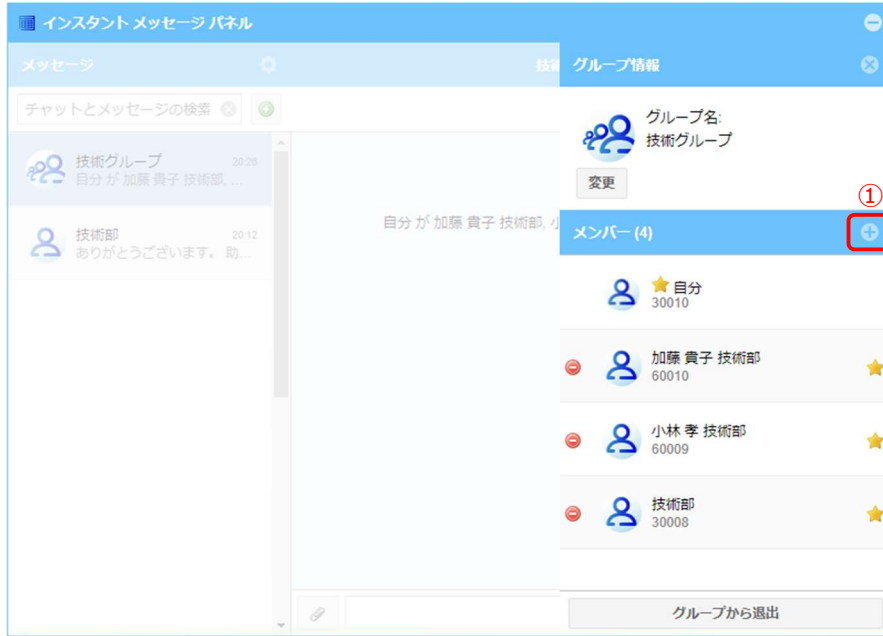 インスタント メッセージ パネル
メッセージ
チャットとメッセージの検索
技術グループ 20:26
自分 が 加藤 貴子 技術部, ...
技術部 20:12
ありがとうございます。 助...
技術
自分 が 加藤 貴子 技術部, 小
グループ情報
グループ名:
技術グループ
変更
①
メンバー (4)
自分
30010
加藤 貴子 技術部
60010
小林 孝 技術部
60009
技術部
30008
グループから退出